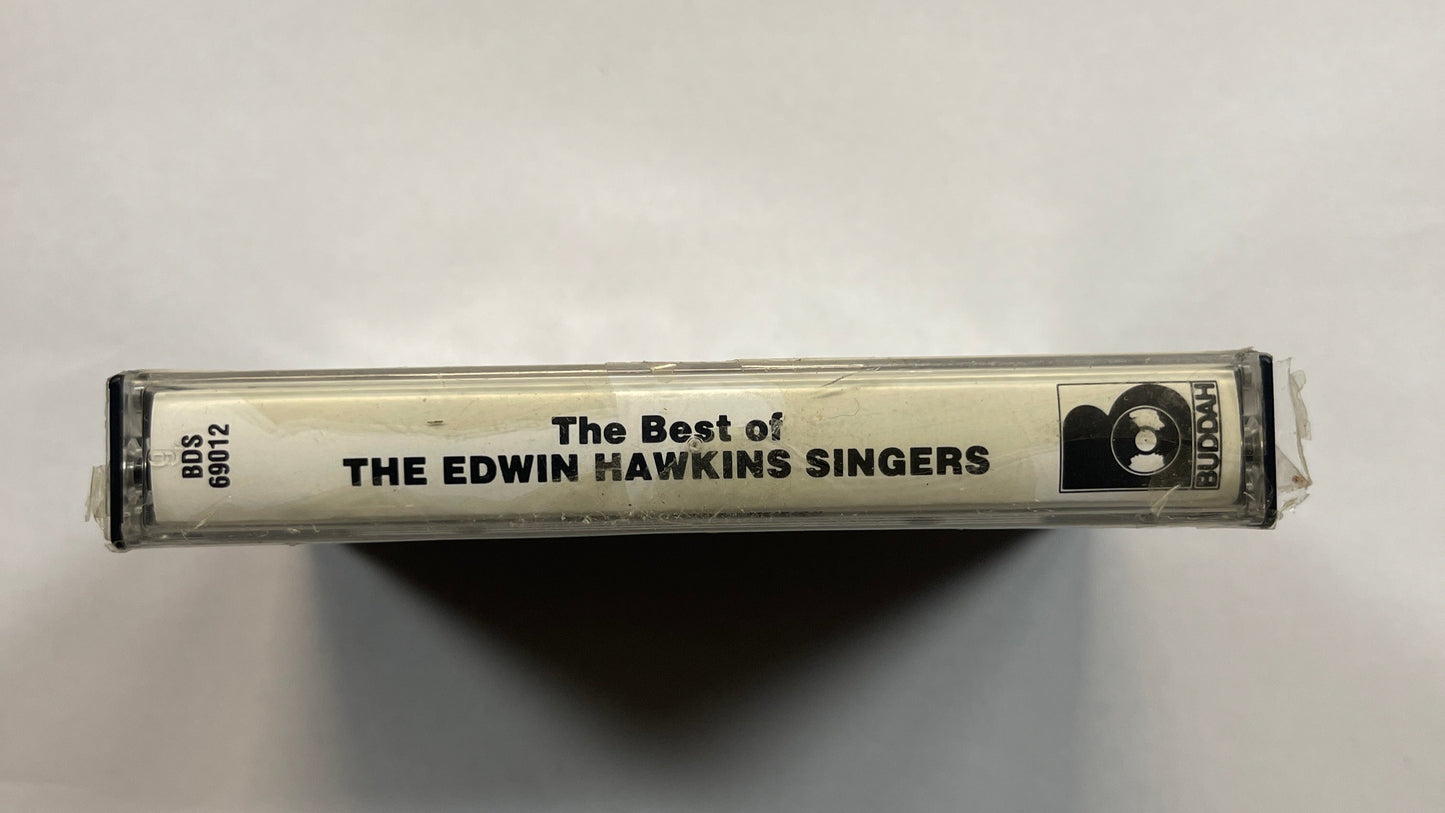 BDS
69012
The Best of
THE EDWIN HAWKINS SINGERS
BUDDAH